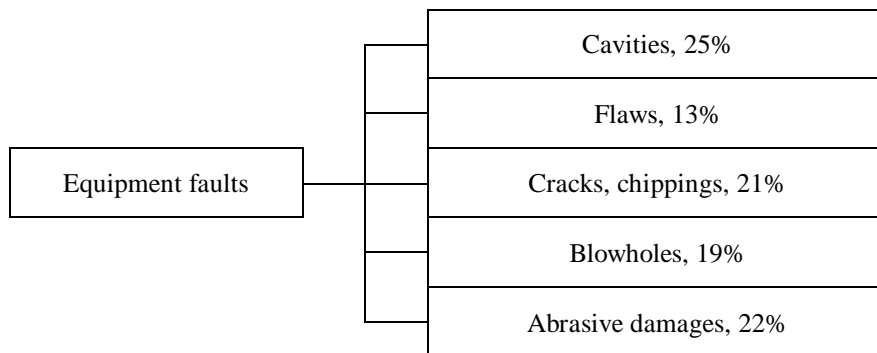 Cavities, 25%
Flaws, 13%
Equipment faults
Cracks, chippings, 21%
Blowholes, 19%
Abrasive damages, 22%